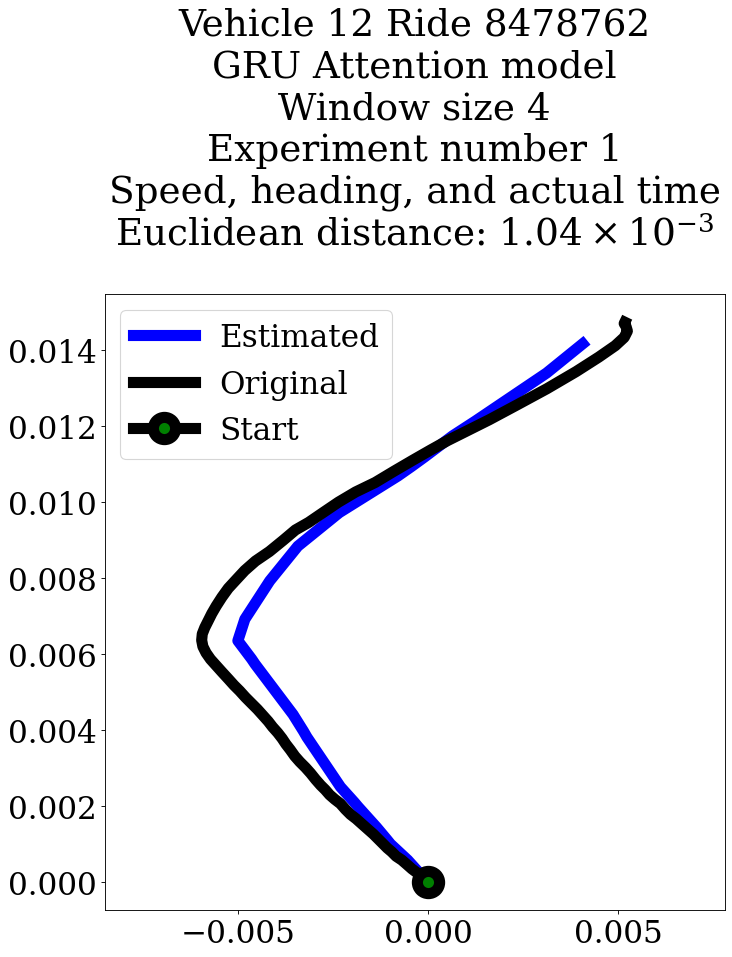 Vehicle 12 Ride 8478762
GRU Attention model
Window size 4
Experiment number 1
Speed, heading, and actual time
Euclidean distance: 1.04 × 10⁻³
Estimated
Original
Start
0.014
0.012
0.010
0.008
0.006
0.004
0.002
0.000
−0.005 0.000 0.005